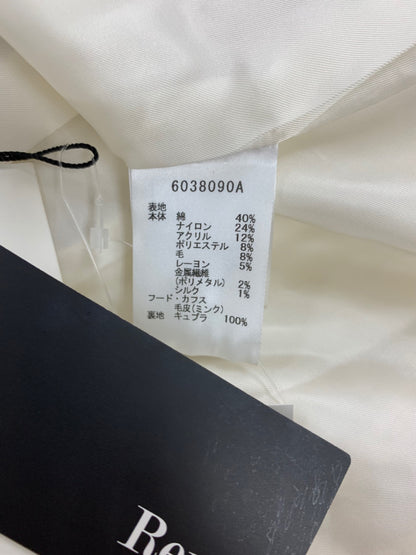 6038090A
表地
本体 綿 40%
ナイロン 24%
アクリル 12%
ポリエステル 8%
毛 8%
レーヨン 5%
金属繊維
(ポリメタル) 2%
シルク 1%
フード・カフス
毛皮(ミンク)
裏地 キュプラ 100%